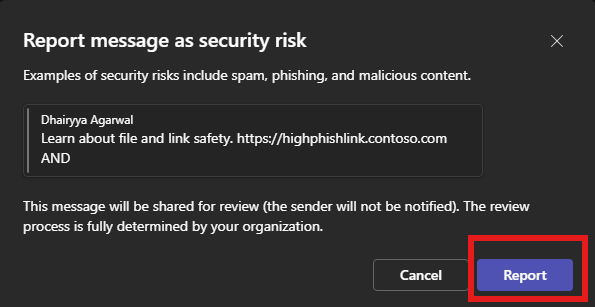 Report message as security risk
Examples of security risks include spam, phishing, and malicious content.
Dhairyya Agarwal
Learn about file and link safety. https://highphishlink.contoso.com
AND
This message will be shared for review (the sender will not be notified). The review
process is fully determined by your organization.
Cancel
Report